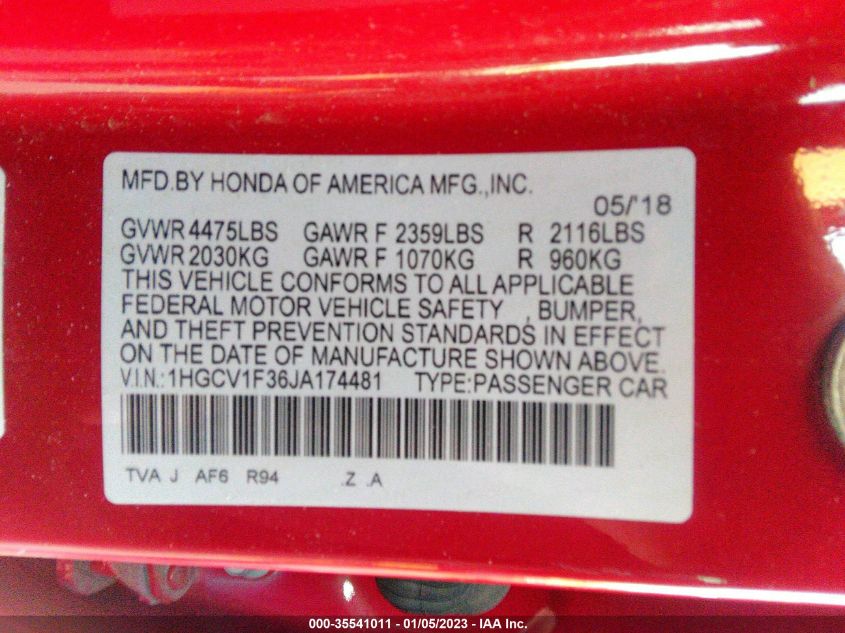 MFD.BY HONDA OF AMERICA MFG.,INC.
05/'18
GVWR 4475LBS GAWR F 2359LBS R 2116LBS
GVWR 2030KG GAWR F 1070KG R 960KG
THIS VEHICLE CONFORMS TO ALL APPLICABLE
FEDERAL MOTOR VEHICLE SAFETY , BUMPER,
AND THEFT PREVENTION STANDARDS IN EFFECT
ON THE DATE OF MANUFACTURE SHOWN ABOVE.
V.I.N.:1HGCV1F36JA174481 TYPE:PASSENGER CAR
TVA J AF6 R94 .Z .A
000-35541011 - 01/05/2023 - IAA Inc.